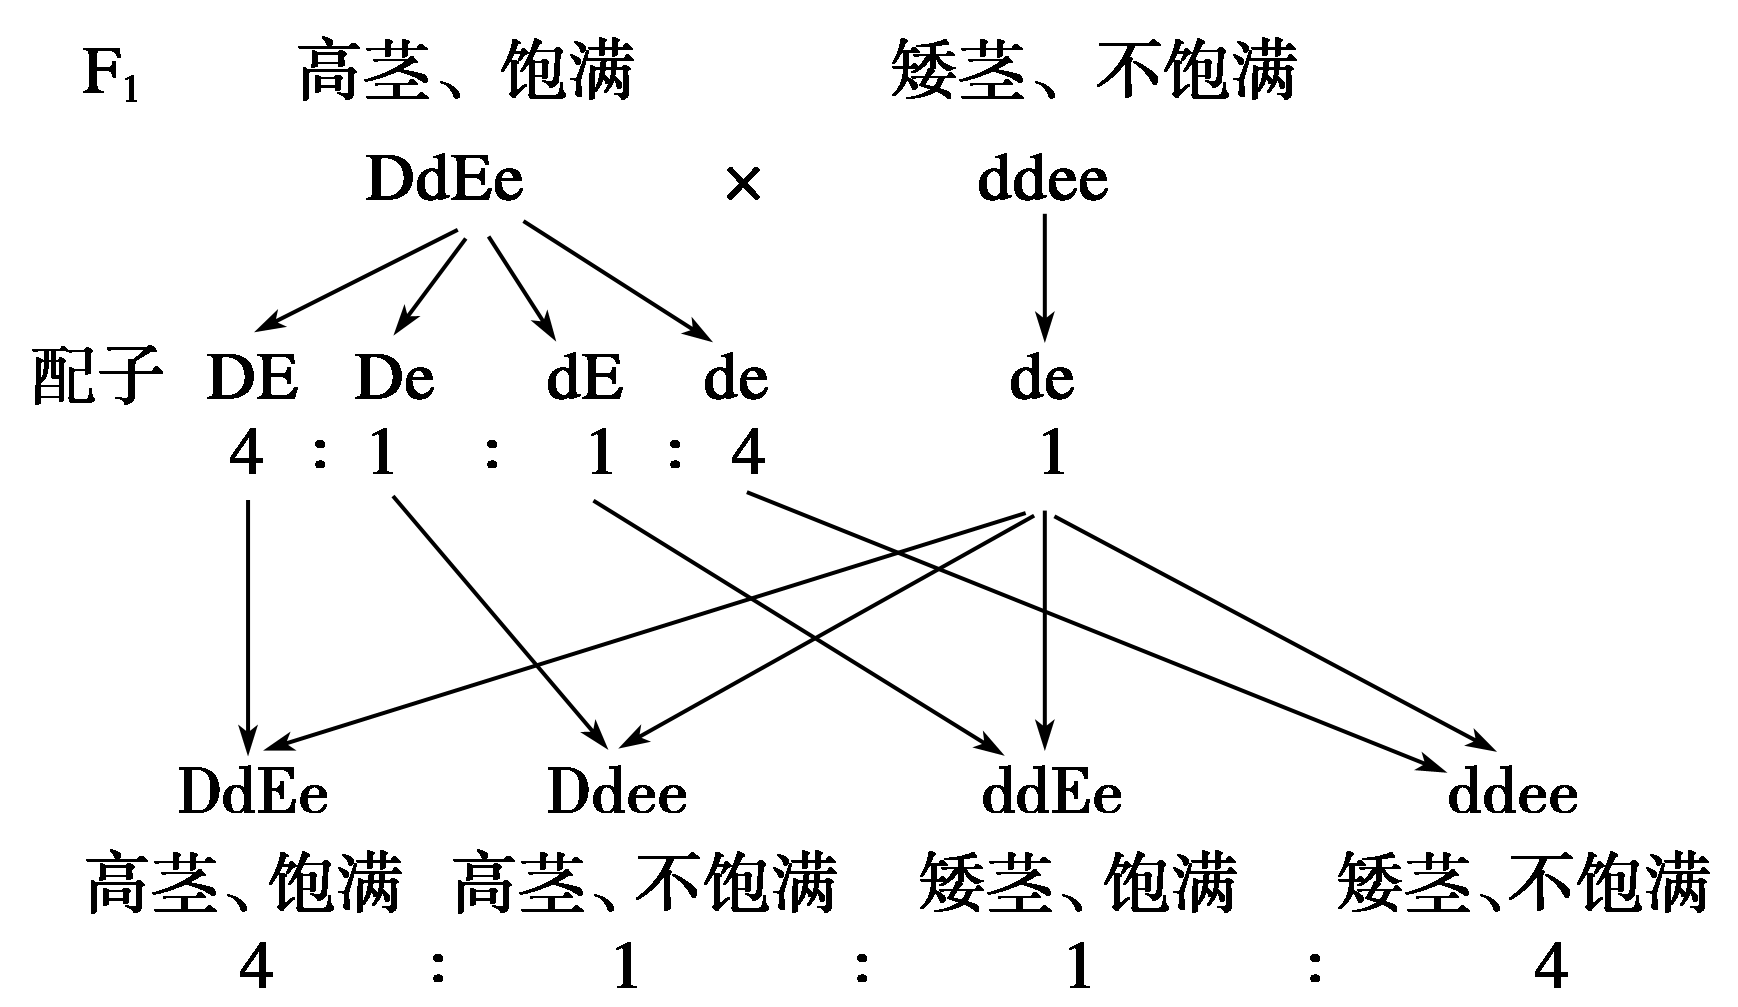 F₁ 高茎、饱满 矮茎、不饱满
DdEe × ddee
配子 DE De dE de de
4 : 1 : 1 : 4 1
DdEe Ddee ddEe ddee
高茎、饱满 高茎、不饱满 矮茎、饱满 矮茎、不饱满
4 : 1 : 1 : 4